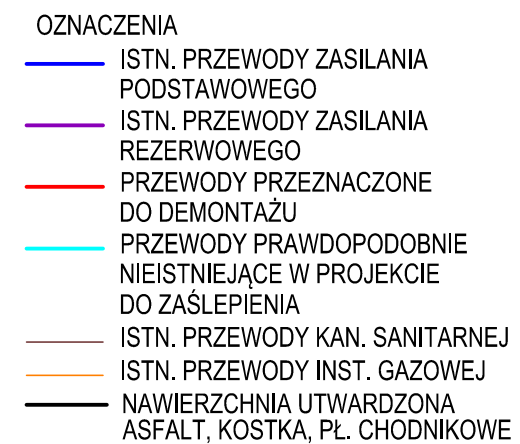 OZNACZENIA
ISTN. PRZEWODY ZASILANIA
PODSTAWOWEGO
ISTN. PRZEWODY ZASILANIA
REZERWOWEGO
PRZEWODY PRZEZNACZONE
DO DEMONTAŻU
PRZEWODY PRAWDOPODOBNIE
NIEISTNIEJĄCE W PROJEKCIE
DO ZAŚLEPIENIA
ISTN. PRZEWODY KAN. SANITARNEJ
ISTN. PRZEWODY INST. GAZOWEJ
NAWIERZCHNIA UTWARDZONA
ASFALT, KOSTKA, PŁ. CHODNIKOWE